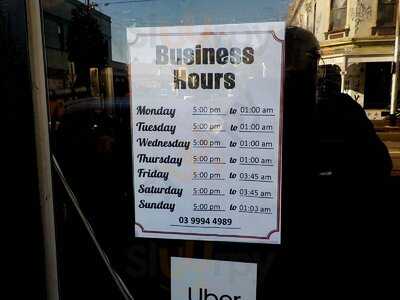 Business
Hours
Monday 5:00 pm to 01:00 am
Tuesday 5:00 pm to 01:00 am
Wednesday 5:00 pm to 01:00 am
Thursday 5:00 pm to 01:00 am
Friday 5:00 pm to 03:45 am
Saturday 5:00 pm to 03:45 am
Sunday 5:00 pm to 01:03 am
03 9994 4989
Uber